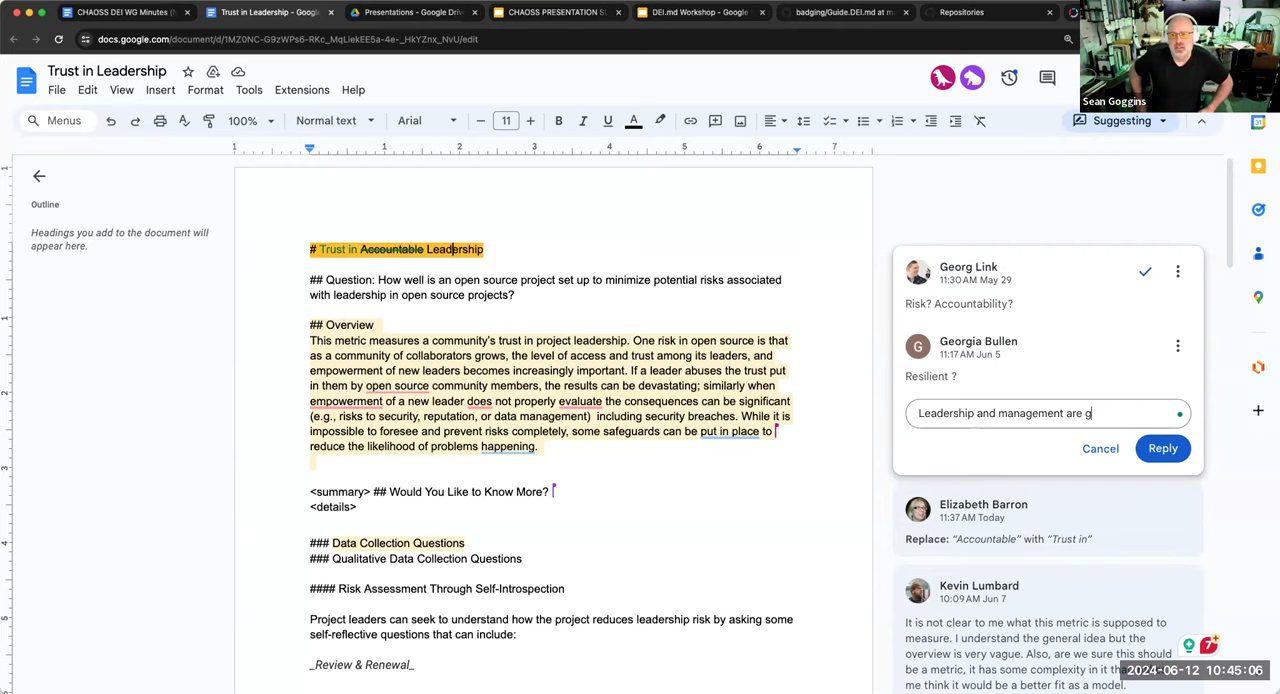 CHAOSS DEI WG Minutes (N
Trust in Leadership - Google
Presentations - Google Drive
CHAOSS PRESENTATION S
DEI.md Workshop - Google
badging/Guide.DEI.md at m
Repositories
docs.google.com/document/d/1MZ0NC-G9zWPs6-RKc_MqLiekEE5a-4e-_HkYZnx_NvU/edit
Trust in Leadership
File Edit View Insert Format Tools Extensions Help
Sean Goggins
Menus
100%
Normal text
Arial
11
B I U A
Suggesting
1 1 2 3 4 5 6 7
Outline
Headings you add to the document will
appear here.
# Trust in Accountable Leadership
## Question: How well is an open source project set up to minimize potential risks associated
with leadership in open source projects?
## Overview
This metric measures a community's trust in project leadership. One risk in open source is that
as a community of collaborators grows, the level of access and trust among its leaders, and
empowerment of new leaders becomes increasingly important. If a leader abuses the trust put
in them by open source community members, the results can be devastating; similarly when
empowerment of a new leader does not properly evaluate the consequences can be significant
(e.g., risks to security, reputation, or data management)  including security breaches. While it is
impossible to foresee and prevent risks completely, some safeguards can be put in place to
reduce the likelihood of problems happening.
<summary> ## Would You Like to Know More?
<details>
### Data Collection Questions
### Qualitative Data Collection Questions
#### Risk Assessment Through Self-Introspection
Project leaders can seek to understand how the project reduces leadership risk by asking some
self-reflective questions that can include:
_Review & Renewal_
Georg Link
11:30 AM May 29
Risk? Accountability?
G
Georgia Bullen
11:17 AM Jun 5
Resilient ?
Leadership and management are g
Cancel
Reply
Elizabeth Barron
11:37 AM Today
Replace: “Accountable” with “Trust in”
Kevin Lumbard
10:09 AM Jun 7
It is not clear to me what this metric is supposed to
measure. I understand the general idea but the
overview is very vague. Also, are we sure this should
be a metric, it has some complexity in it th
me think it would be a better fit as a model.
7
2024-06-12 10:45:06